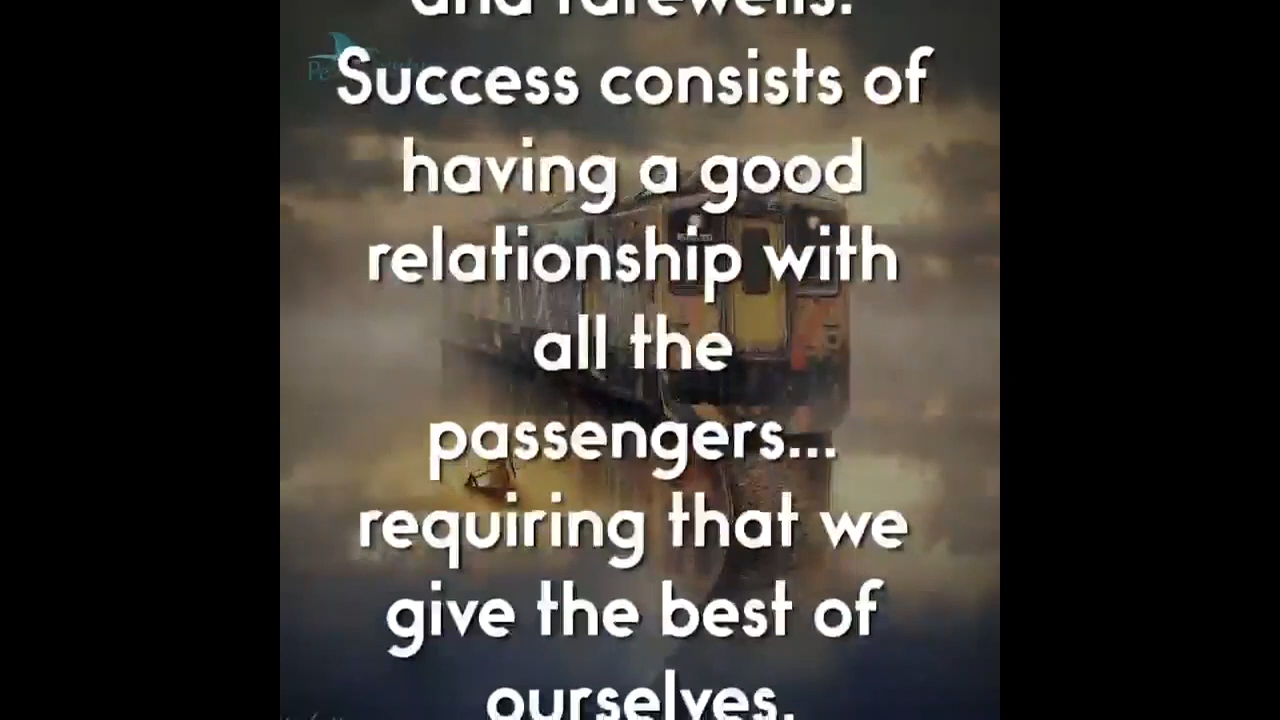 and farewells.
Success consists of
having a good
relationship with
all the
passengers...
requiring that we
give the best of
ourselves.